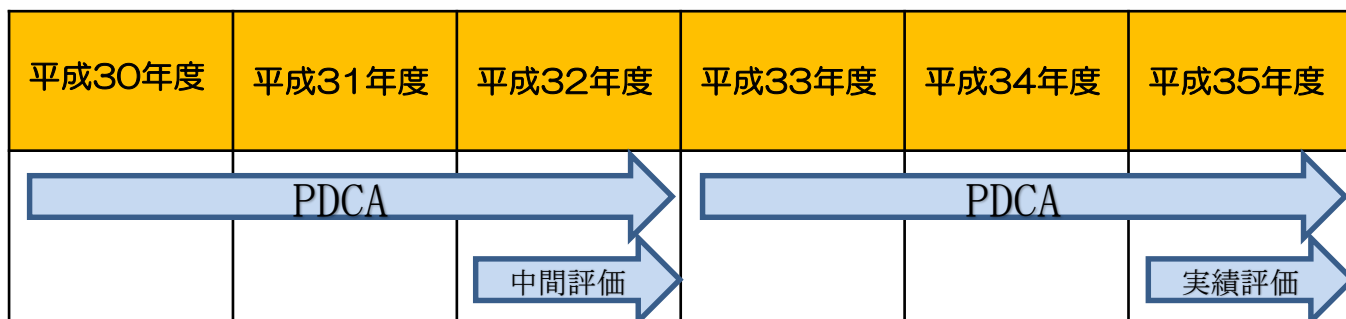 平成30年度
平成31年度
平成32年度
平成33年度
平成34年度
平成35年度
PDCA
PDCA
中間評価
実績評価